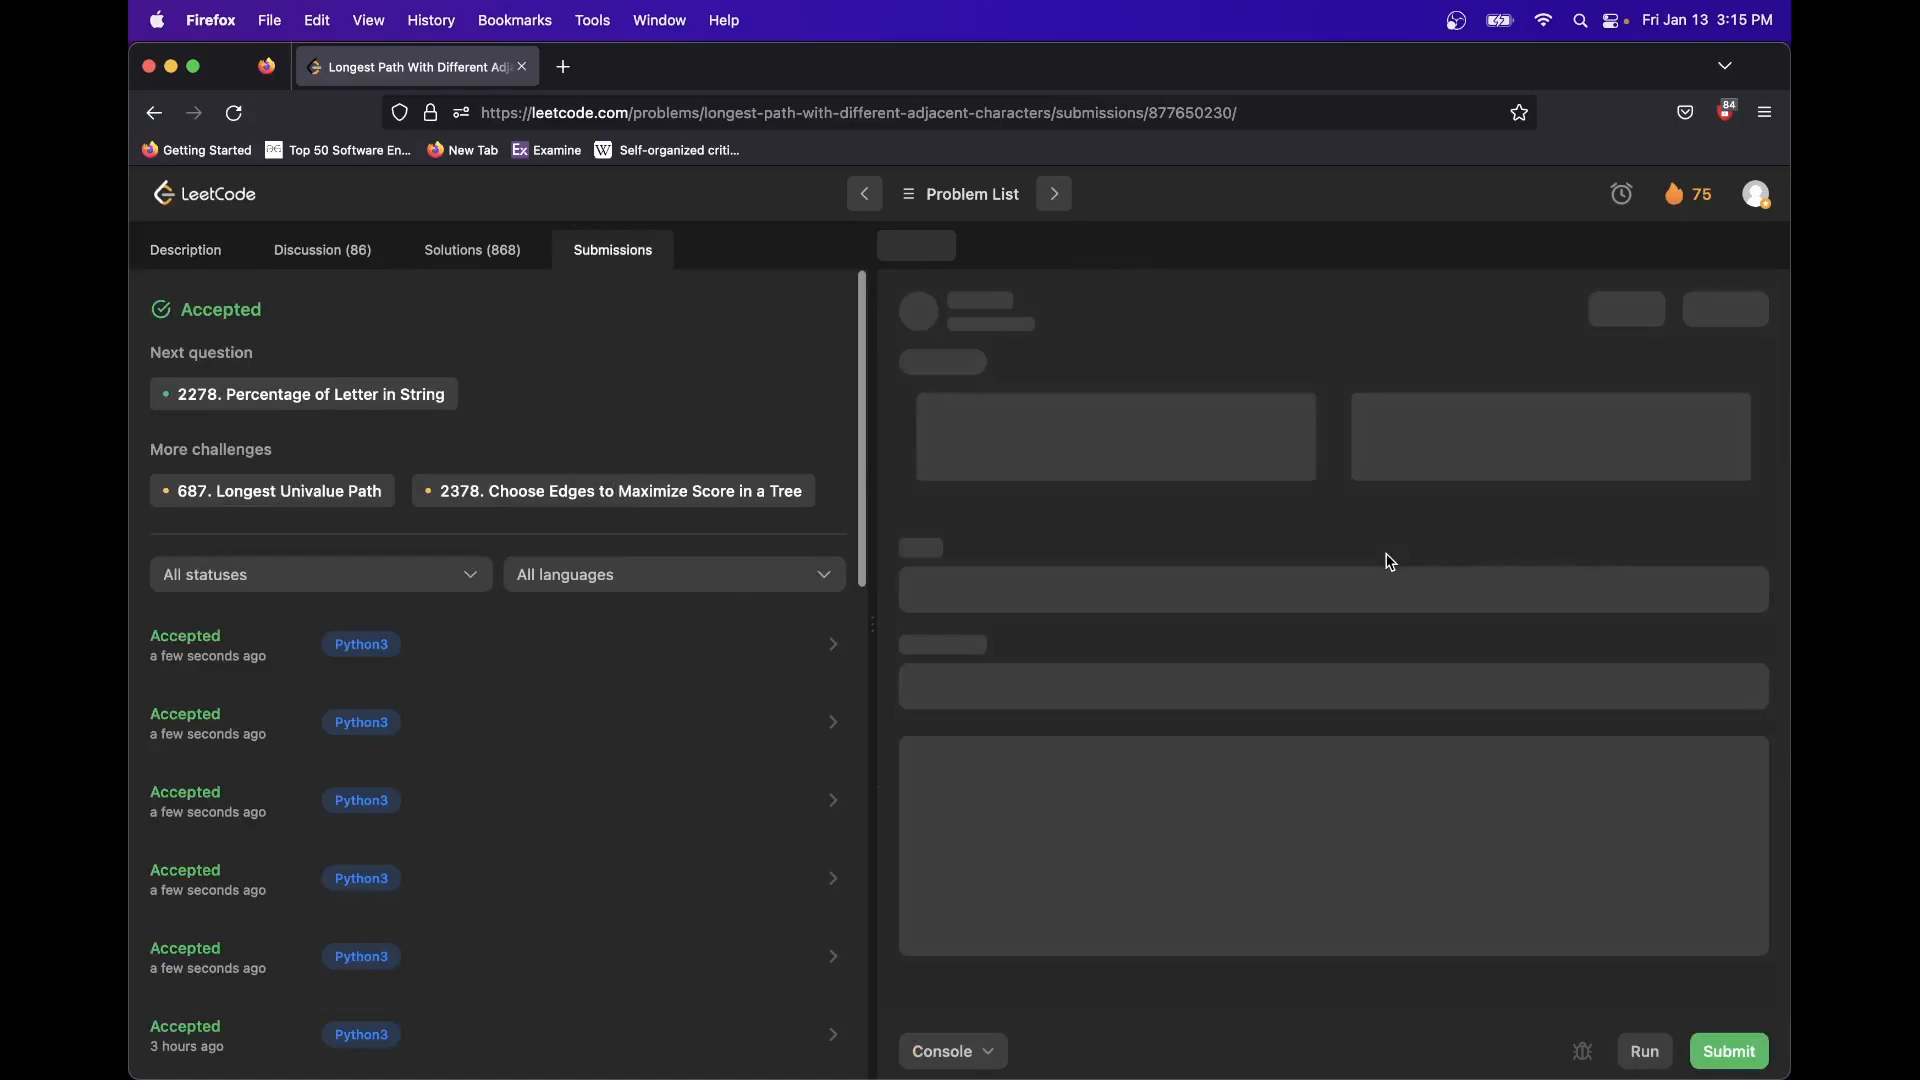 Firefox File Edit View History Bookmarks Tools Window Help Fri Jan 13 3:15 PM
Longest Path With Different Adj
https://leetcode.com/problems/longest-path-with-different-adjacent-characters/submissions/877650230/ 84
Getting Started Top 50 Software En... New Tab Ex Examine W Self-organized criti...
LeetCode Problem List 75
Description Discussion (86) Solutions (868) Submissions
Accepted
Next question
2278. Percentage of Letter in String
More challenges
687. Longest Univalue Path 2378. Choose Edges to Maximize Score in a Tree
All statuses All languages
Accepted Python3
a few seconds ago
Accepted Python3
a few seconds ago
Accepted Python3
a few seconds ago
Accepted Python3
a few seconds ago
Accepted Python3
a few seconds ago
Accepted Python3
3 hours ago
Console Run Submit